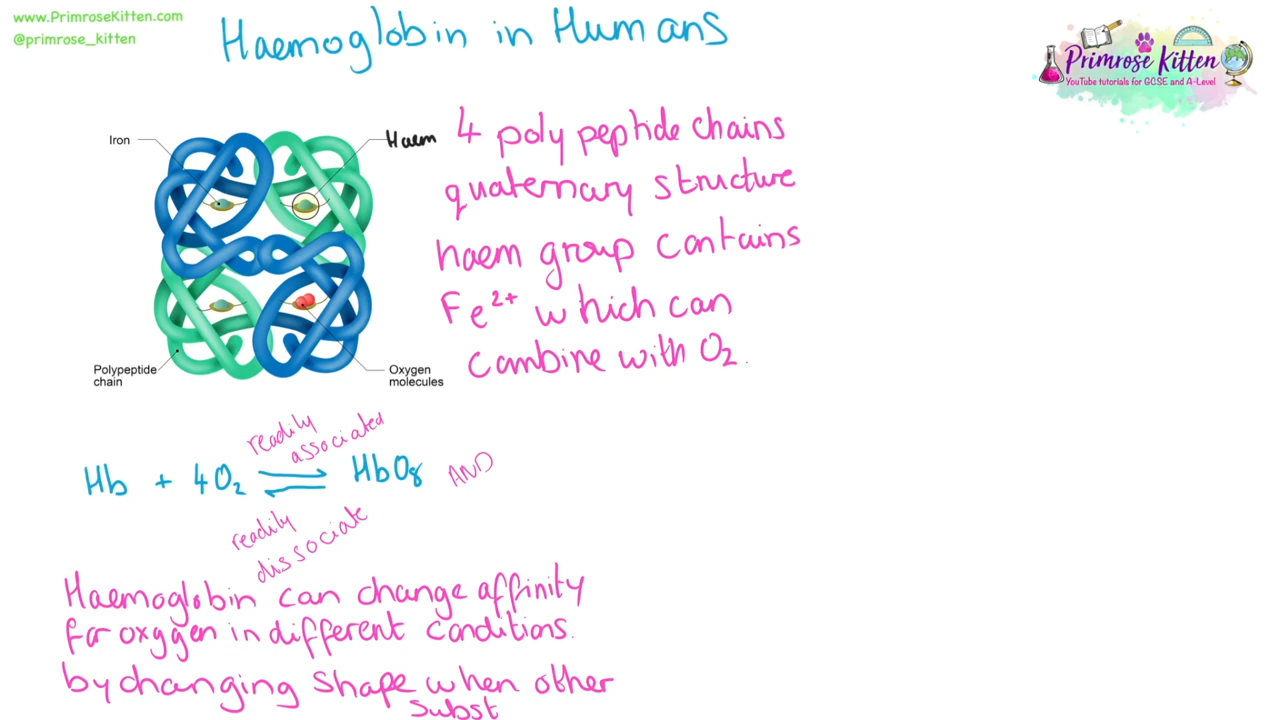 www.PrimroseKitten.com
@primrose_kitten
Haemoglobin in Humans
Primrose Kitten
YouTube tutorials for GCSE and A-Level
Iron
Haem
4 polypeptide chains
quaternary structure
haem group contains
Fe²⁺ which can
combine with O₂.
Polypeptide
chain
Oxygen
molecules
readily
associated
Hb + 4O₂ ⇌ HbO₈ AND
readily
dissociate
Haemoglobin can change affinity
for oxygen in different conditions.
by changing shape when other
subst